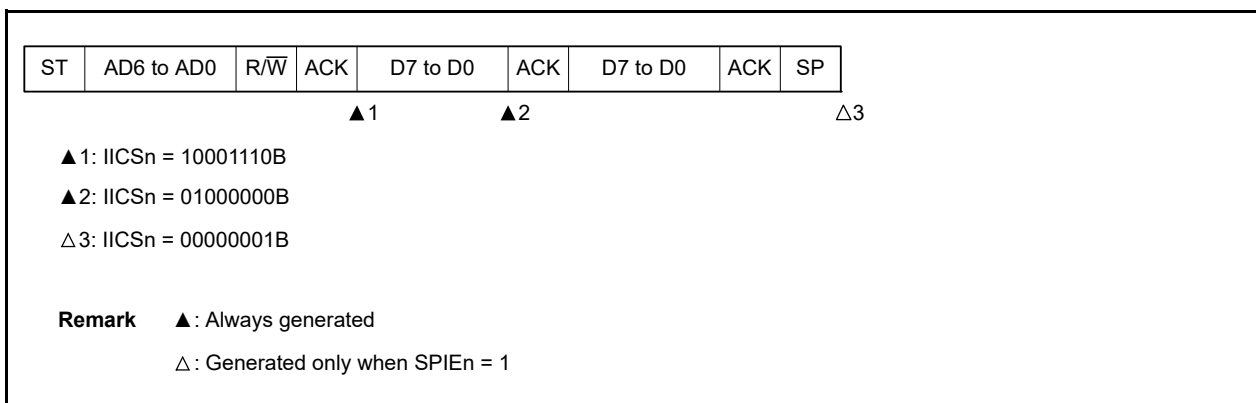 ST AD6 to AD0 R/W̅ ACK D7 to D0 ACK D7 to D0 ACK SP
▲1 ▲2 △3
▲1: IICSn = 10001110B
▲2: IICSn = 01000000B
△3: IICSn = 00000001B
Remark ▲: Always generated
△: Generated only when SPIEn = 1